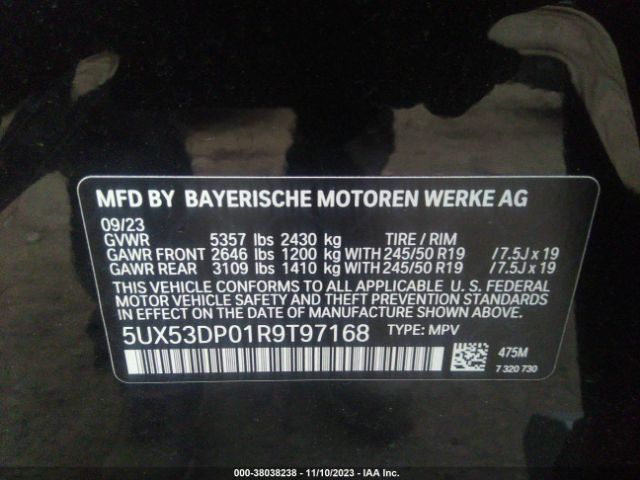 MFD BY BAYERISCHE MOTOREN WERKE AG
09/23
GVWR 5357 lbs 2430 kg TIRE / RIM
GAWR FRONT 2646 lbs 1200 kg WITH 245/50 R19 / 7.5J x 19
GAWR REAR 3109 lbs 1410 kg WITH 245/50 R19 / 7.5J x 19
THIS VEHICLE CONFORMS TO ALL APPLICABLE U. S. FEDERAL
MOTOR VEHICLE SAFETY AND THEFT PREVENTION STANDARDS
IN EFFECT ON THE DATE OF MANUFACTURE SHOWN ABOVE.
5UX53DP01R9T97168 TYPE: MPV
475M
7 320 730
000-38038238 - 11/10/2023 - IAA Inc.